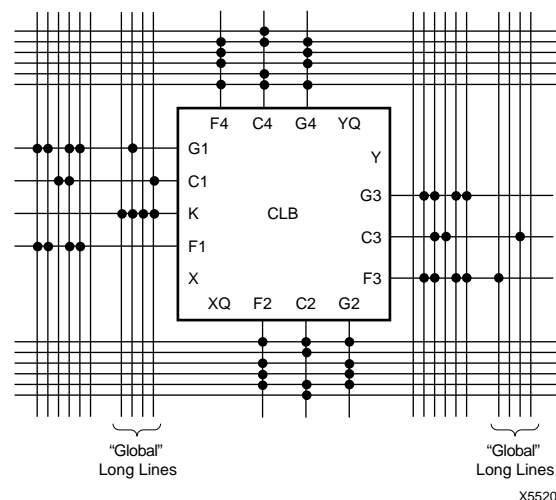 F4 C4 G4 YQ
G1
Y
C1
G3
K
CLB
C3
F1
X
F3
XQ F2 C2 G2
“Global”
Long Lines
“Global”
Long Lines
X5520